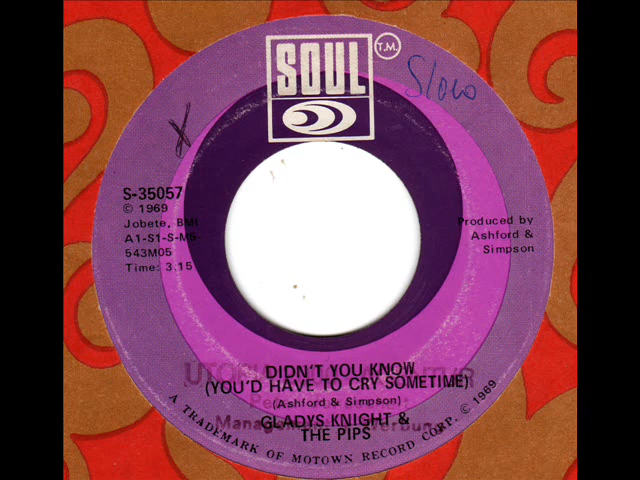 SOUL
T.M.
Slow
X
S-35057
© 1969
Jobete, BMI
A1-S1-S-M5-
543M05
Time: 3.15
Produced by
Ashford &
Simpson
DIDN'T YOU KNOW
(YOU'D HAVE TO CRY SOMETIME)
(Ashford & Simpson)
GLADYS KNIGHT &
THE PIPS
A TRADEMARK OF MOTOWN RECORD CORP. © 1969